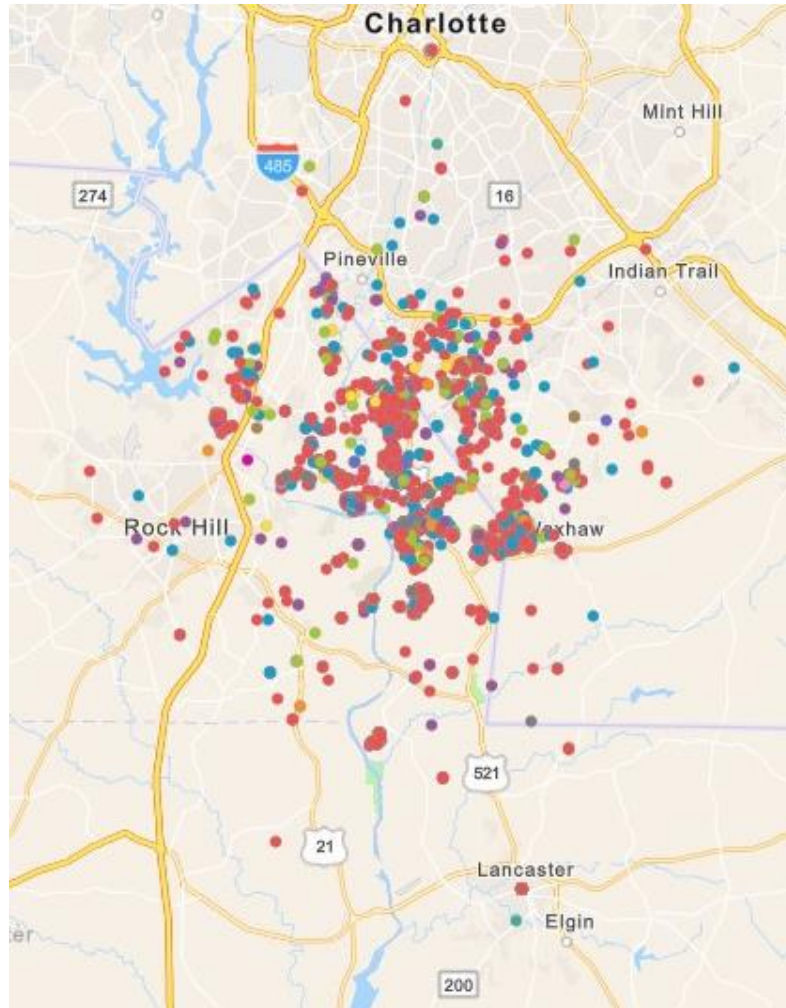 Charlotte
Mint Hill
485
274
16
Pineville
Indian Trail
Rock Hill
521
21
Lancaster
Elgin
200